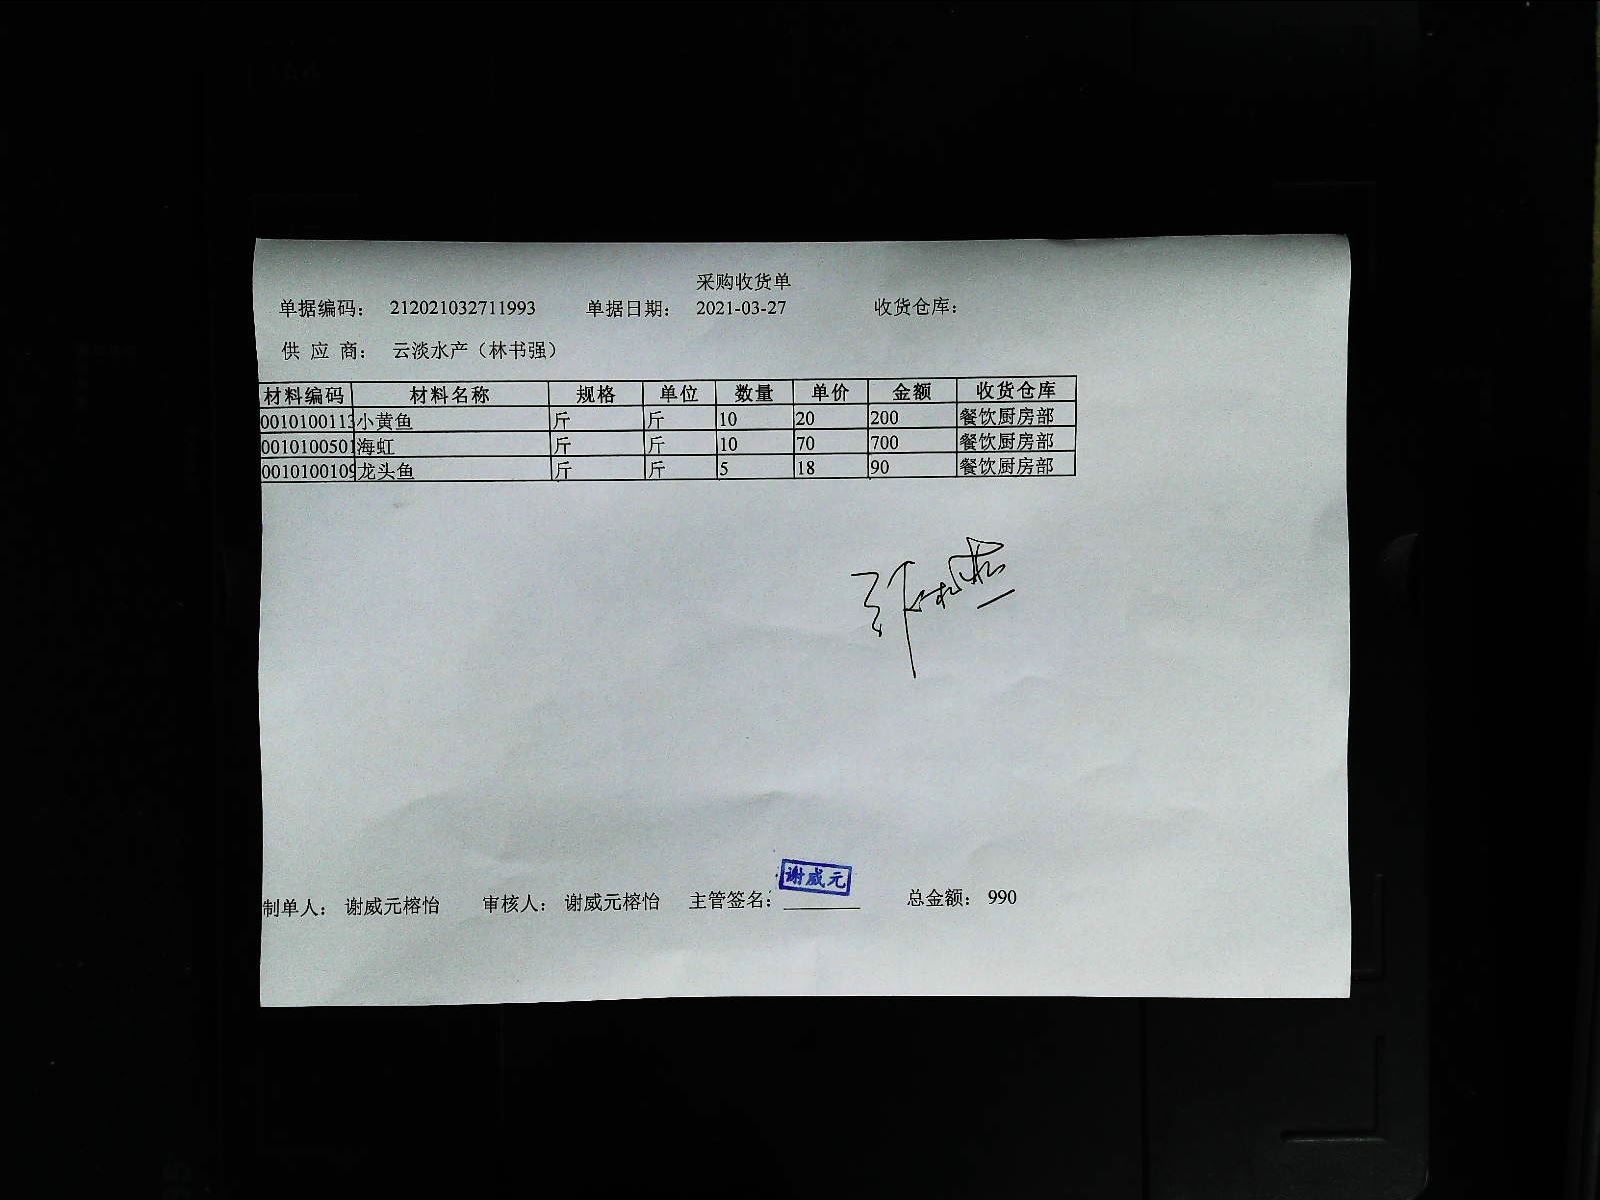 采购收货单
单据编码： 212021032711993 单据日期： 2021-03-27 收货仓库：
供 应 商： 云淡水产（林书强）
材料编码 材料名称 规格 单位 数量 单价 金额 收货仓库
0010100113 小黄鱼 斤 斤 10 20 200 餐饮厨房部
0010100501 海虹 斤 斤 10 70 700 餐饮厨房部
0010100109 龙头鱼 斤 斤 5 18 90 餐饮厨房部
谢威元
制单人： 谢威元榕怡 审核人： 谢威元榕怡 主管签名： 总金额： 990